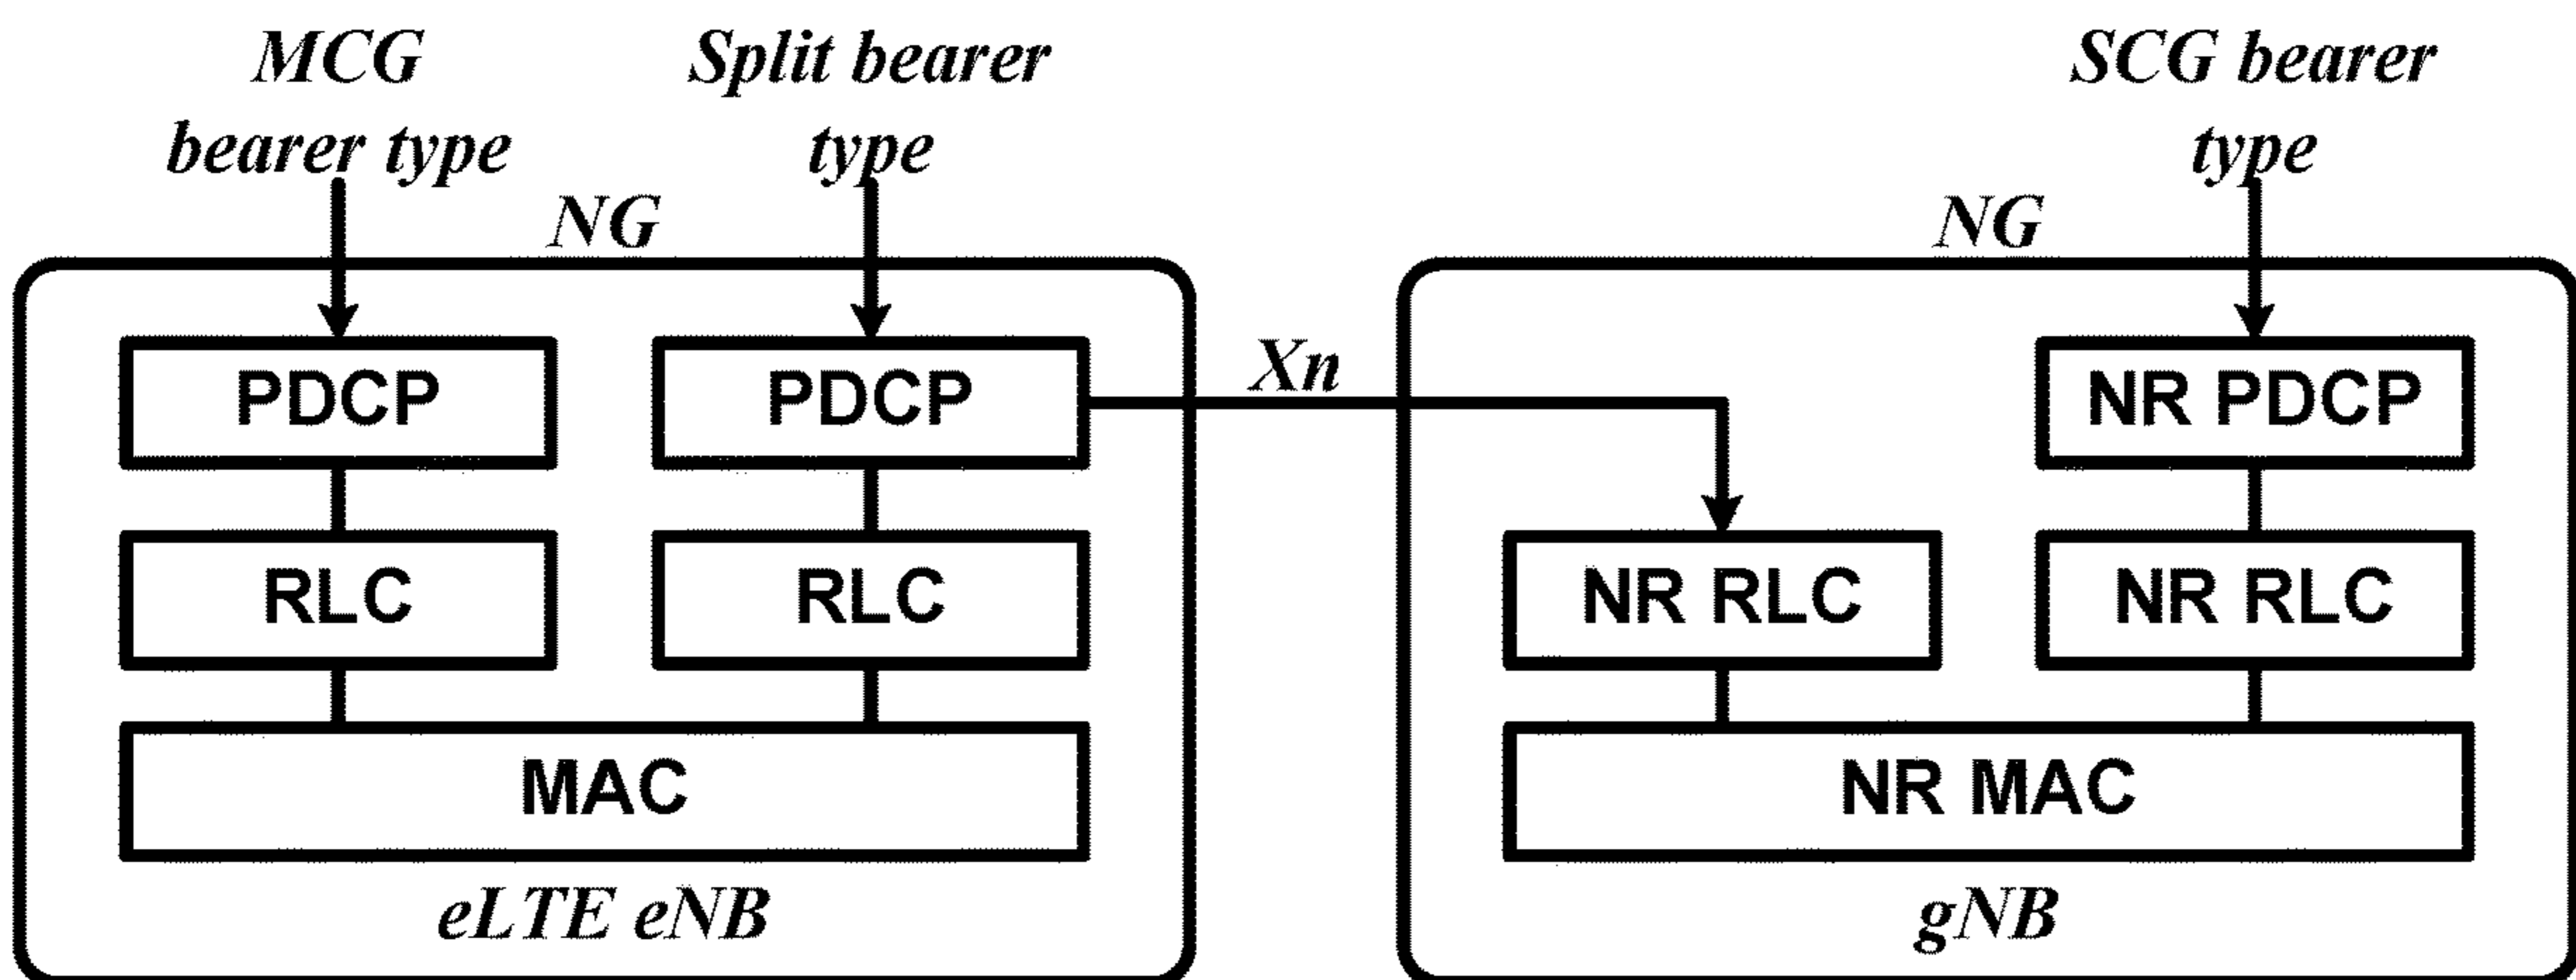 MCG
bearer type
Split bearer
type
SCG bearer
type
NG
NG
PDCP
PDCP
Xn
NR PDCP
RLC
RLC
NR RLC
NR RLC
MAC
NR MAC
eLTE eNB
gNB